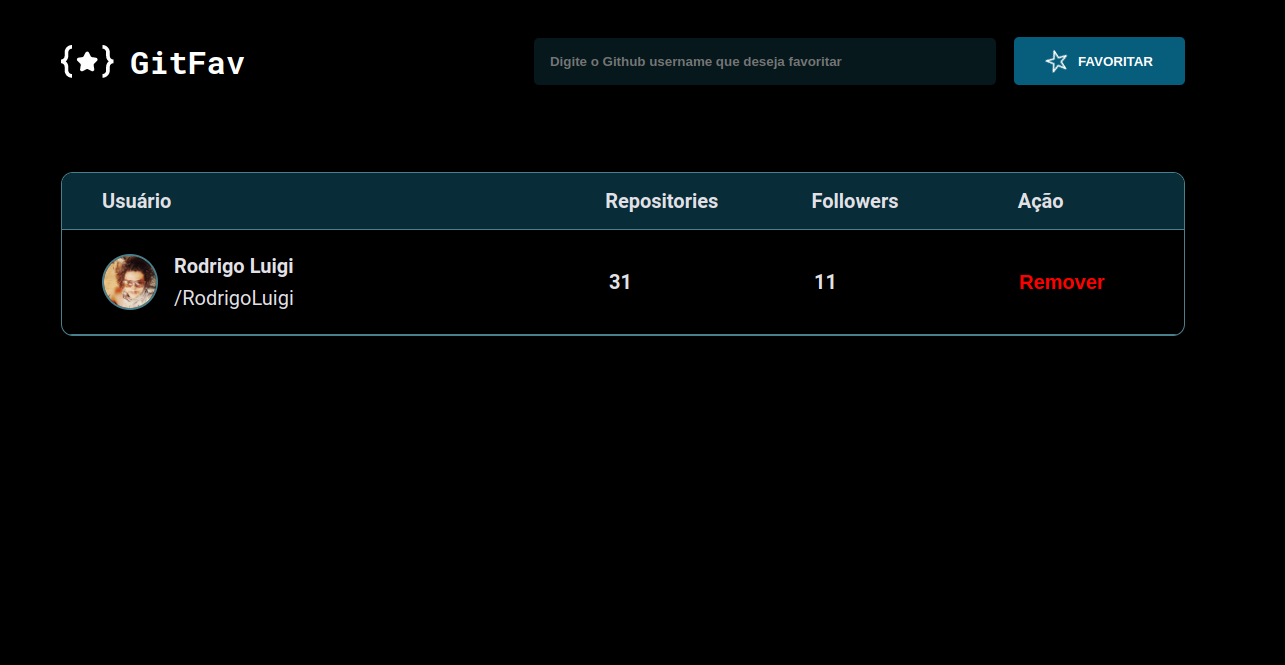 {★} GitFav
Digite o Github username que deseja favoritar
FAVORITAR
Usuário Repositories Followers Ação
Rodrigo Luigi
/RodrigoLuigi
31 11 Remover